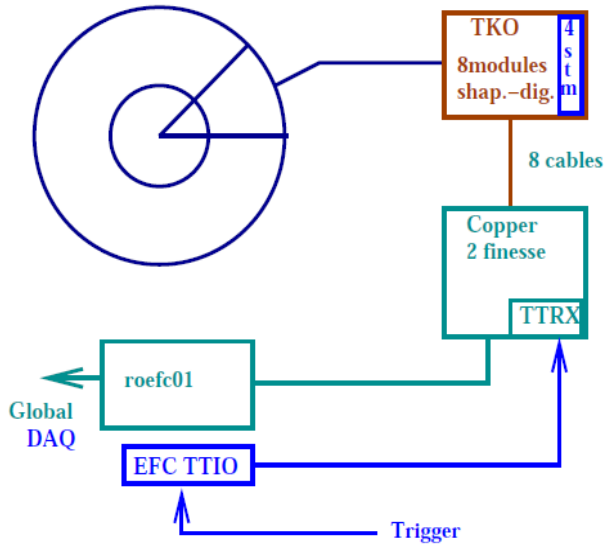 TKO
8modules
shap.-dig.
4
s
t
m
8 cables
Copper
2 finesse
TTRX
roefc01
Global
DAQ
EFC TTIO
Trigger